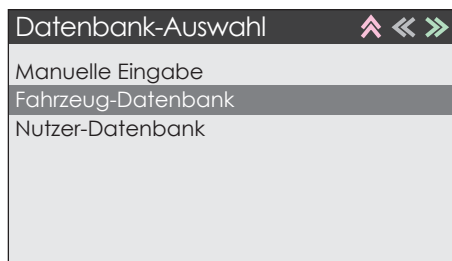 Datenbank-Auswahl
Manuelle Eingabe
Fahrzeug-Datenbank
Nutzer-Datenbank